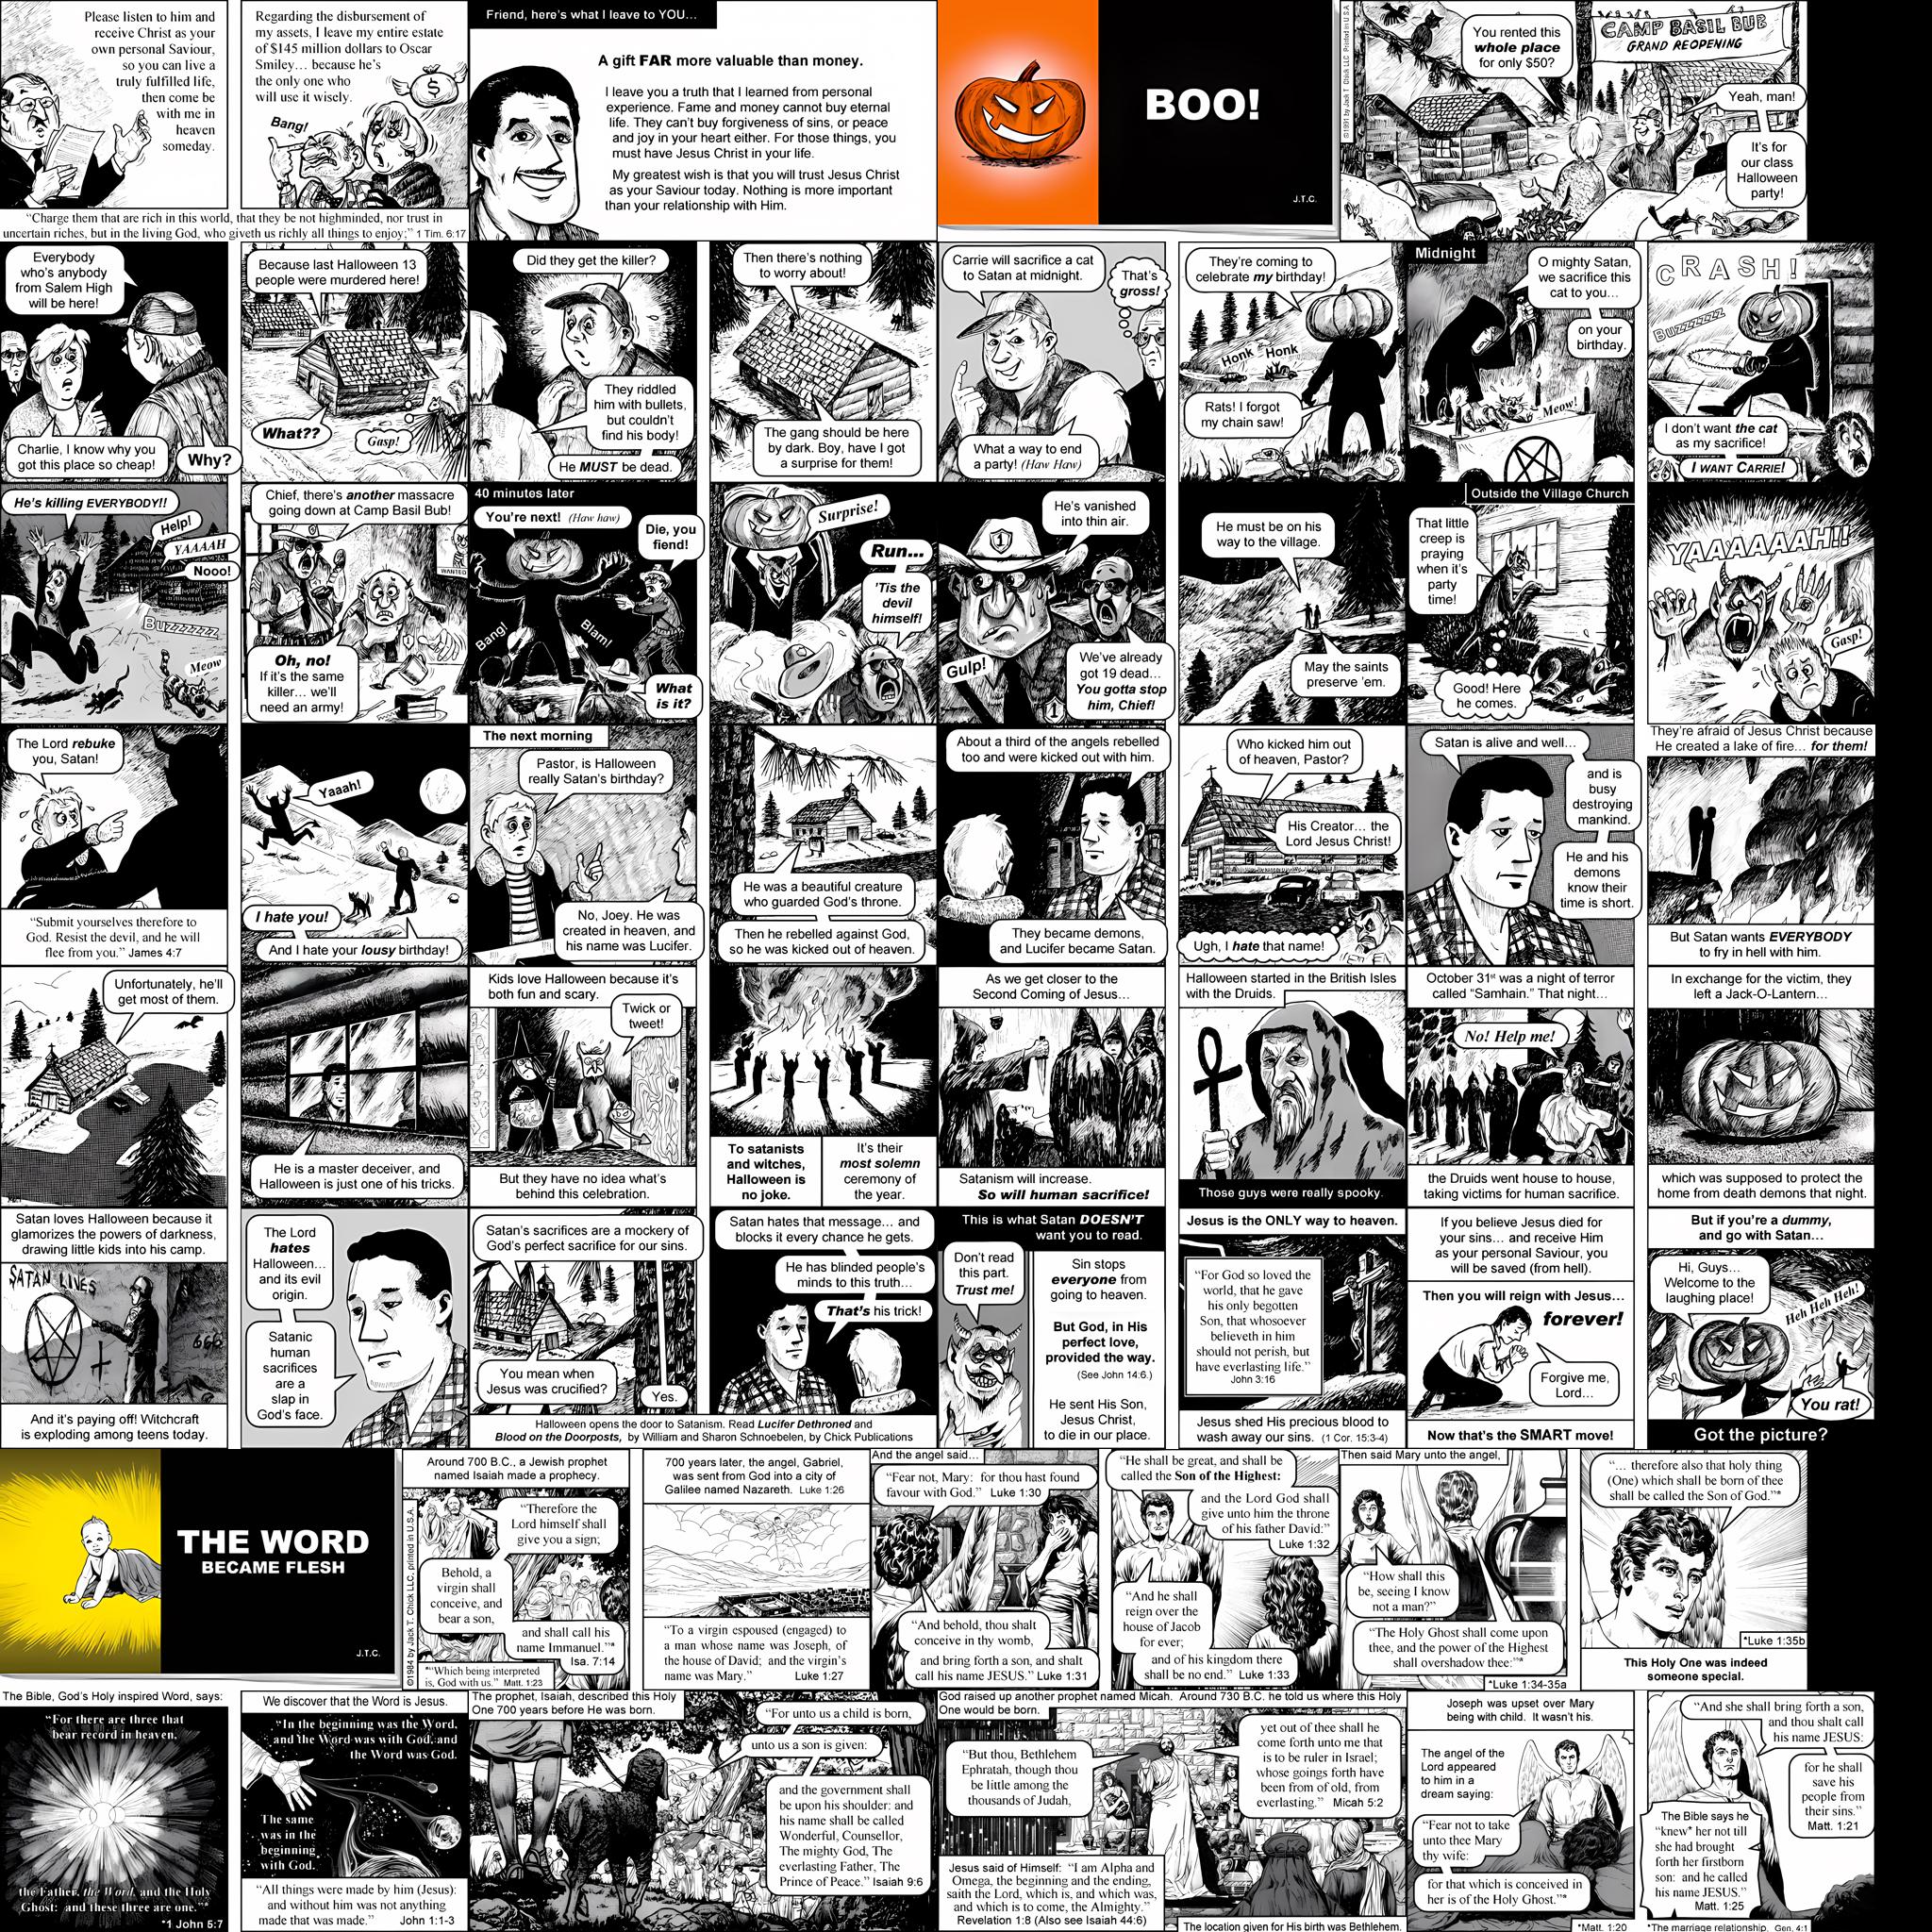 Please listen to him and
receive Christ as your
own personal Saviour,
so you can live a
truly fulfilled life,
then come be
with me in
heaven
someday.
Regarding the disbursement of
my assets, I leave my entire estate
of $145 million dollars to Oscar
Smiley... because he's
the only one who
will use it wisely.
$
Bang!
"Charge them that are rich in this world, that they be not highminded, nor trust in
uncertain riches, but in the living God, who giveth us richly all things to enjoy;" 1 Tim. 6:17
Friend, here's what I leave to YOU...
A gift FAR more valuable than money.
I leave you a truth that I learned from personal
experience. Fame and money cannot buy eternal
life. They can't buy forgiveness of sins, or peace
and joy in your heart either. For those things, you
must have Jesus Christ in your life.
My greatest wish is that you will trust Jesus Christ
as your Saviour today. Nothing is more important
than your relationship with Him.
BOO!
J.T.C.
©1991 by Jack T. Chick LLC Printed in U.S.A.
You rented this
whole place
for only $50?
CAMP BASIL BUB
GRAND REOPENING
Yeah, man!
It's for
our class
Halloween
party!
Everybody
who's anybody
from Salem High
will be here!
Charlie, I know why you
got this place so cheap!
Why?
Because last Halloween 13
people were murdered here!
What??
Gasp!
Did they get the killer?
They riddled
him with bullets,
but couldn't
find his body!
He MUST be dead.
Then there's nothing
to worry about!
The gang should be here
by dark. Boy, have I got
a surprise for them!
Carrie will sacrifice a cat
to Satan at midnight.
That's
gross!
What a way to end
a party! (Haw Haw)
They're coming to
celebrate my birthday!
Honk Honk
Rats! I forgot
my chain saw!
Midnight
O mighty Satan,
we sacrifice this
cat to you...
on your
birthday.
Meow!
CRASH!
BUZZZZZZZ
I don't want the cat
as my sacrifice!
I WANT CARRIE!
He's killing EVERYBODY!!
Help!
YAAAAH
Nooo!
BUZZZZZZZ
Meow
Chief, there's another massacre
going down at Camp Basil Bub!
WANTED
Oh, no!
If it's the same
killer... we'll
need an army!
40 minutes later
You're next! (Haw haw)
Die, you
fiend!
Bang!
Blam!
What
is it?
Surprise!
Run...
'Tis the
devil
himself!
He's vanished
into thin air.
Gulp!
We've already
got 19 dead...
You gotta stop
him, Chief!
He must be on his
way to the village.
May the saints
preserve 'em.
Outside the Village Church
That little
creep is
praying
when it's
party
time!
Good! Here
he comes.
YAAAAAAAH!!
Gasp!
The Lord rebuke
you, Satan!
"Submit yourselves therefore to
God. Resist the devil, and he will
flee from you." James 4:7
Yaaah!
I hate you!
And I hate your lousy birthday!
The next morning
Pastor, is Halloween
really Satan's birthday?
No, Joey. He was
created in heaven, and
his name was Lucifer.
He was a beautiful creature
who guarded God's throne.
Then he rebelled against God,
so he was kicked out of heaven.
About a third of the angels rebelled
too and were kicked out with him.
They became demons,
and Lucifer became Satan.
Who kicked him out
of heaven, Pastor?
His Creator... the
Lord Jesus Christ!
Ugh, I hate that name!
Satan is alive and well...
and is
busy
destroying
mankind.
He and his
demons
know their
time is short.
They're afraid of Jesus Christ because
He created a lake of fire... for them!
But Satan wants EVERYBODY
to fry in hell with him.
Unfortunately, he'll
get most of them.
He is a master deceiver, and
Halloween is just one of his tricks.
Kids love Halloween because it's
both fun and scary.
Twick or
tweet!
But they have no idea what's
behind this celebration.
To satanists
and witches,
Halloween is
no joke.
It's their
most solemn
ceremony of
the year.
As we get closer to the
Second Coming of Jesus...
Satanism will increase.
So will human sacrifice!
Halloween started in the British Isles
with the Druids.
Those guys were really spooky.
October 31st was a night of terror
called "Samhain." That night...
No! Help me!
the Druids went house to house,
taking victims for human sacrifice.
In exchange for the victim, they
left a Jack-O-Lantern...
which was supposed to protect the
home from death demons that night.
Satan loves Halloween because it
glamorizes the powers of darkness,
drawing little kids into his camp.
SATAN LIVES
666
And it's paying off! Witchcraft
is exploding among teens today.
The Lord
hates
Halloween...
and its evil
origin.
Satanic
human
sacrifices
are a
slap in
God's face.
Satan's sacrifices are a mockery of
God's perfect sacrifice for our sins.
You mean when
Jesus was crucified?
Yes.
Satan hates that message... and
blocks it every chance he gets.
He has blinded people's
minds to this truth...
That's his trick!
Halloween opens the door to Satanism. Read Lucifer Dethroned and
Blood on the Doorposts, by William and Sharon Schnoebelen, by Chick Publications
This is what Satan DOESN'T
want you to read.
Don't read
this part.
Trust me!
Sin stops
everyone from
going to heaven.
But God, in His
perfect love,
provided the way.
(See John 14:6.)
He sent His Son,
Jesus Christ,
to die in our place.
Jesus is the ONLY way to heaven.
"For God so loved the
world, that he gave
his only begotten
Son, that whosoever
believeth in him
should not perish, but
have everlasting life."
John 3:16
Jesus shed His precious blood to
wash away our sins. (1 Cor. 15:3-4)
If you believe Jesus died for
your sins... and receive Him
as your personal Saviour, you
will be saved (from hell).
Then you will reign with Jesus...
forever!
Forgive me,
Lord...
Now that's the SMART move!
But if you're a dummy,
and go with Satan...
Hi, Guys...
Welcome to the
laughing place!
Heh Heh Heh!
You rat!
Got the picture?
THE WORD
BECAME FLESH
J.T.C.
©1984 by Jack T. Chick LLC, printed in U.S.A.
Around 700 B.C., a Jewish prophet
named Isaiah made a prophecy.
"Therefore the
Lord himself shall
give you a sign;
Behold, a
virgin shall
conceive, and
bear a son,
and shall call his
name Immanuel."*
Isa. 7:14
*"Which being interpreted
is, God with us." Matt. 1:23
700 years later, the angel, Gabriel,
was sent from God into a city of
Galilee named Nazareth. Luke 1:26
"To a virgin espoused (engaged) to
a man whose name was Joseph, of
the house of David; and the virgin's
name was Mary." Luke 1:27
And the angel said...
"Fear not, Mary: for thou hast found
favour with God." Luke 1:30
"And behold, thou shalt
conceive in thy womb,
and bring forth a son, and shalt
call his name JESUS." Luke 1:31
"He shall be great, and shall be
called the Son of the Highest:
and the Lord God shall
give unto him the throne
of his father David:"
Luke 1:32
"And he shall
reign over the
house of Jacob
for ever;
and of his kingdom there
shall be no end." Luke 1:33
Then said Mary unto the angel,
"How shall this
be, seeing I know
not a man?"
"The Holy Ghost shall come upon
thee, and the power of the Highest
shall overshadow thee:"*
*Luke 1:34-35a
"... therefore also that holy thing
(One) which shall be born of thee
shall be called the Son of God."*
*Luke 1:35b
This Holy One was indeed
someone special.
The Bible, God's Holy inspired Word, says:
"For there are three that
bear record in heaven,
the Father, the Word, and the Holy
Ghost: and these three are one."*
*1 John 5:7
We discover that the Word is Jesus.
"In the beginning was the Word,
and the Word was with God, and
the Word was God.
The same
was in the
beginning
with God.
"All things were made by him (Jesus):
and without him was not anything
made that was made." John 1:1-3
The prophet, Isaiah, described this Holy
One 700 years before He was born.
"For unto us a child is born,
unto us a son is given:
and the government shall
be upon his shoulder: and
his name shall be called
Wonderful, Counsellor,
The mighty God, The
everlasting Father, The
Prince of Peace." Isaiah 9:6
God raised up another prophet named Micah. Around 730 B.C. he told us where this Holy
One would be born.
"But thou, Bethlehem
Ephratah, though thou
be little among the
thousands of Judah,
yet out of thee shall he
come forth unto me that
is to be ruler in Israel;
whose goings forth have
been from of old, from
everlasting." Micah 5:2
Jesus said of Himself: "I am Alpha and
Omega, the beginning and the ending,
saith the Lord, which is, and which was,
and which is to come, the Almighty."
Revelation 1:8 (Also see Isaiah 44:6)
The location given for His birth was Bethlehem.
Joseph was upset over Mary
being with child. It wasn't his.
The angel of the
Lord appeared
to him in a
dream saying:
"Fear not to take
unto thee Mary
thy wife:
for that which is conceived in
her is of the Holy Ghost."*
*Matt. 1:20
"And she shall bring forth a son,
and thou shalt call
his name JESUS:
for he shall
save his
people from
their sins."
Matt. 1:21
The Bible says he
"knew* her not till
she had brought
forth her firstborn
son: and he called
his name JESUS."
Matt. 1:25
*The marriage relationship. Gen. 4:1